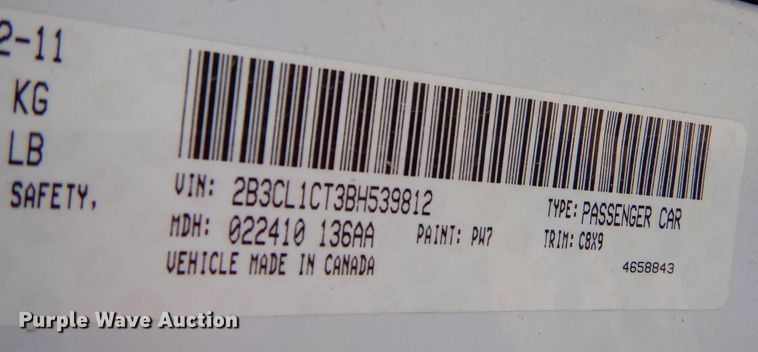 2-11
KG
LB
SAFETY,
VIN: 2B3CL1CT3BH539812
TYPE: PASSENGER CAR
MDH: 022410 136AA
PAINT: PW7
TRIM: C8X9
VEHICLE MADE IN CANADA
4658843
Purple Wave Auction